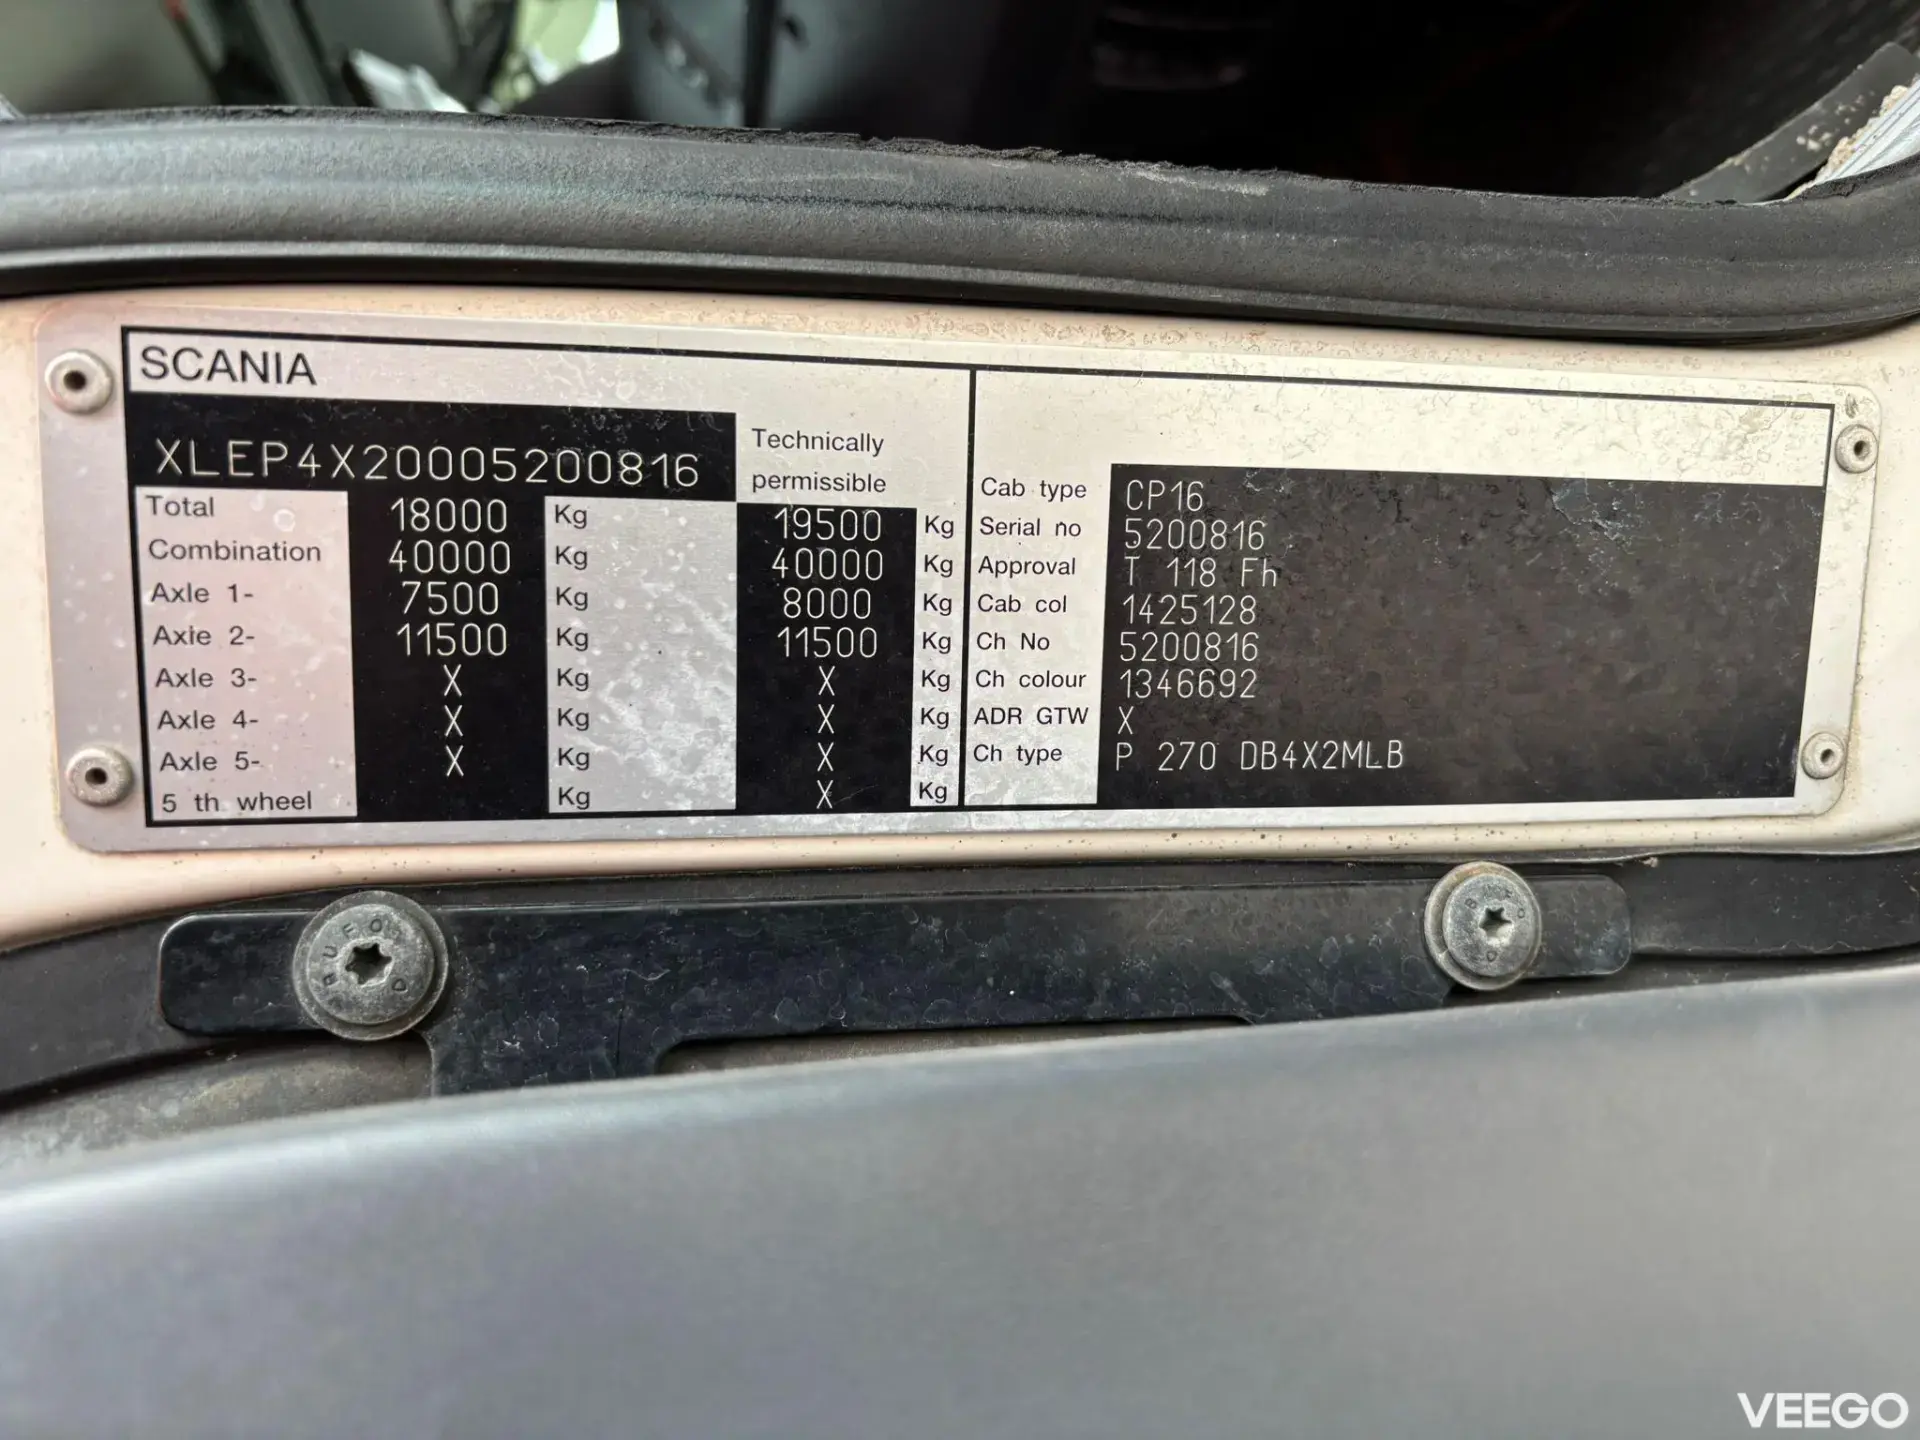 SCANIA
XLEP4X20005200816
Technically
permissible
Total 18000 Kg 19500 Kg
Combination 40000 Kg 40000 Kg
Axle 1- 7500 Kg 8000 Kg
Axle 2- 11500 Kg 11500 Kg
Axle 3- X Kg X Kg
Axle 4- X Kg X Kg
Axle 5- X Kg X Kg
5 th wheel Kg X Kg
Cab type CP16
Serial no 5200816
Approval T 118 Fh
Cab col 1425128
Ch No 5200816
Ch colour 1346692
ADR GTW X
Ch type P 270 DB4X2MLB
BUFO
VEEGO